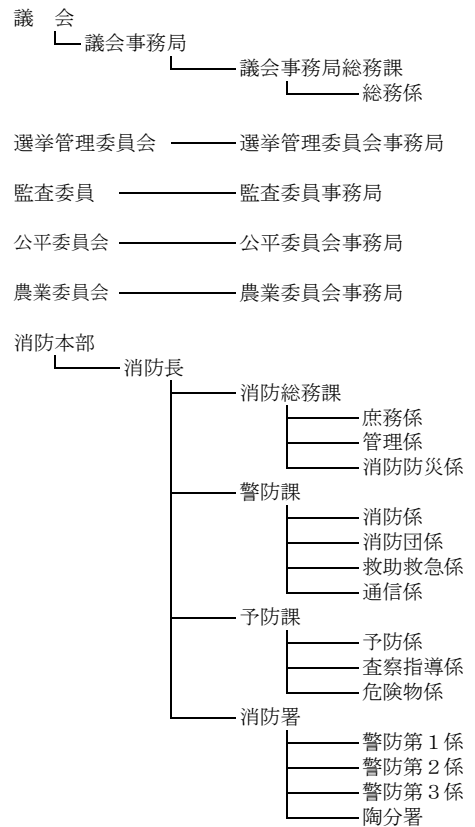 議　会
議会事務局
議会事務局総務課
総務係
選挙管理委員会 選挙管理委員会事務局
監査委員 監査委員事務局
公平委員会 公平委員会事務局
農業委員会 農業委員会事務局
消防本部
消防長
消防総務課
庶務係
管理係
消防防災係
警防課
消防係
消防団係
救助救急係
通信係
予防課
予防係
査察指導係
危険物係
消防署
警防第１係
警防第２係
警防第３係
陶分署